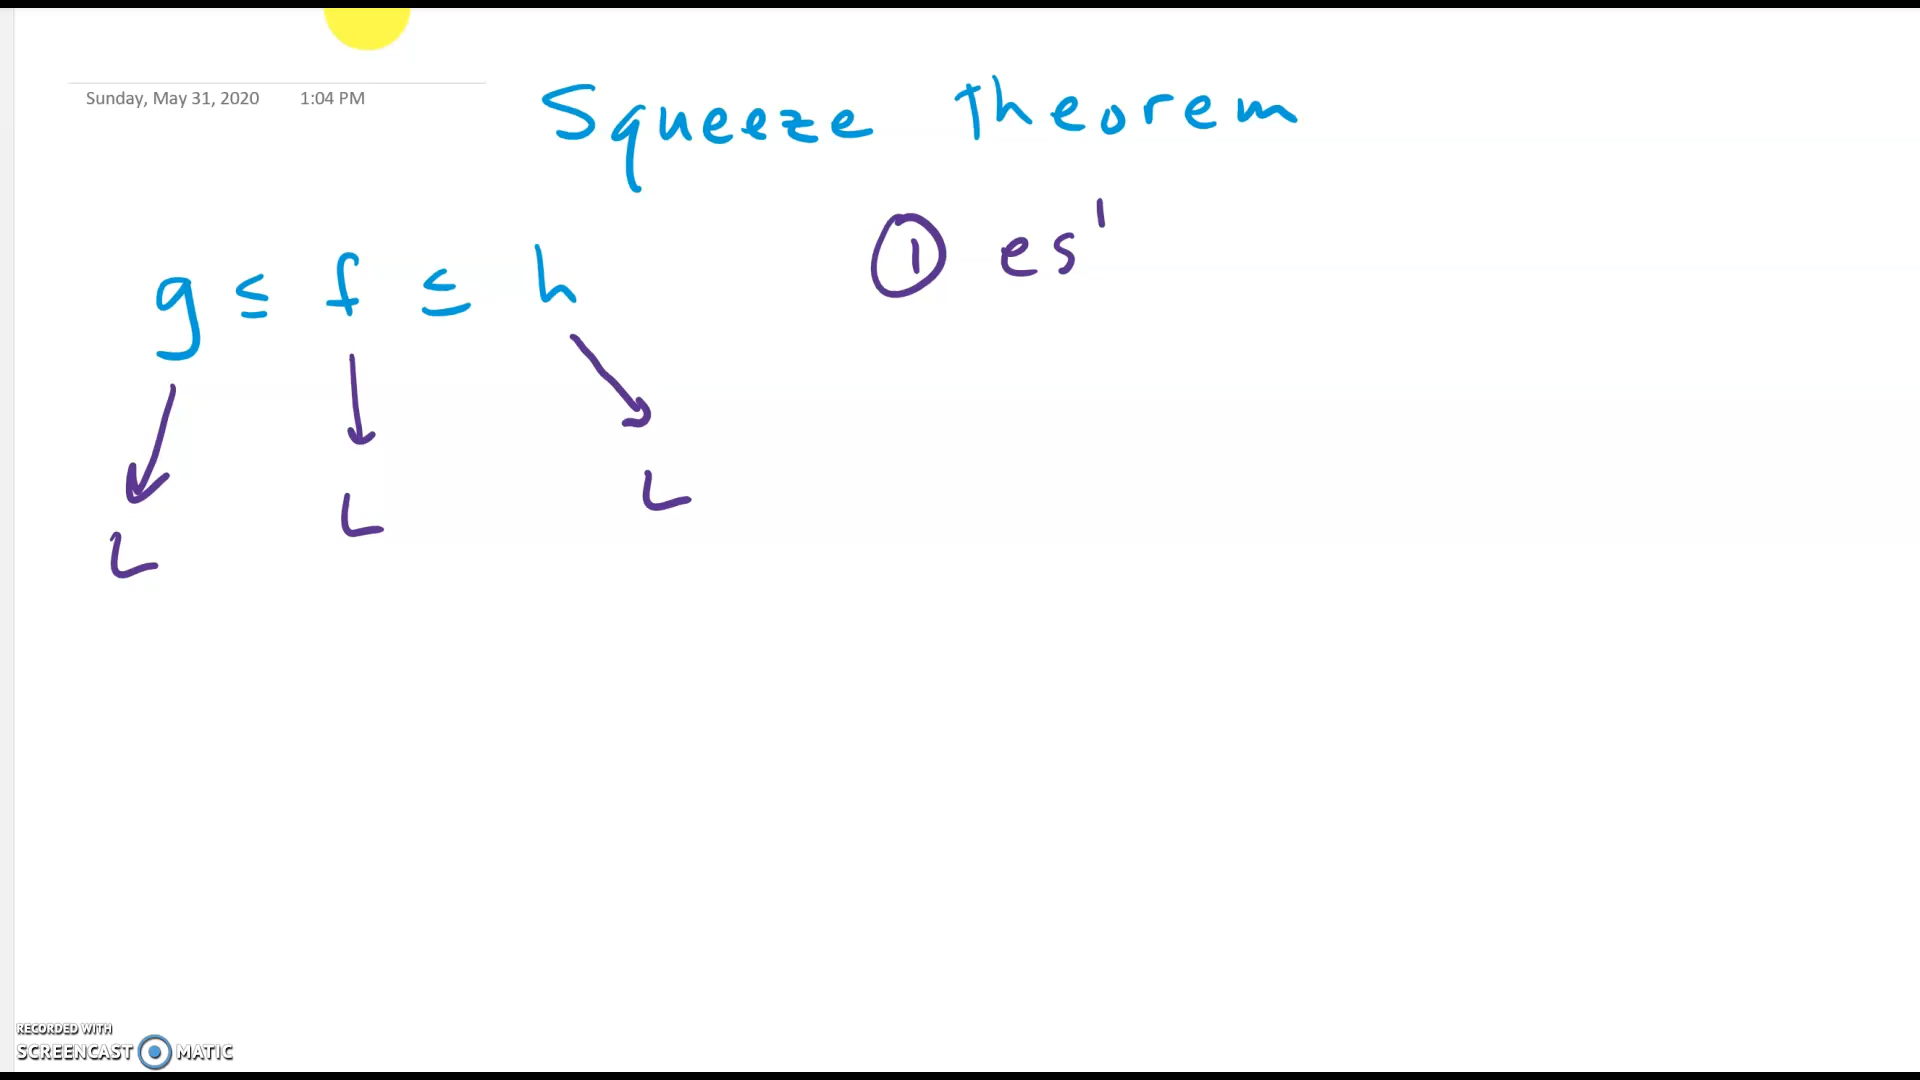 Sunday, May 31, 2020 1:04 PM
Squeeze Theorem
① es
g ≤ f ≤ h
L L L
RECORDED WITH
SCREENCAST MATIC